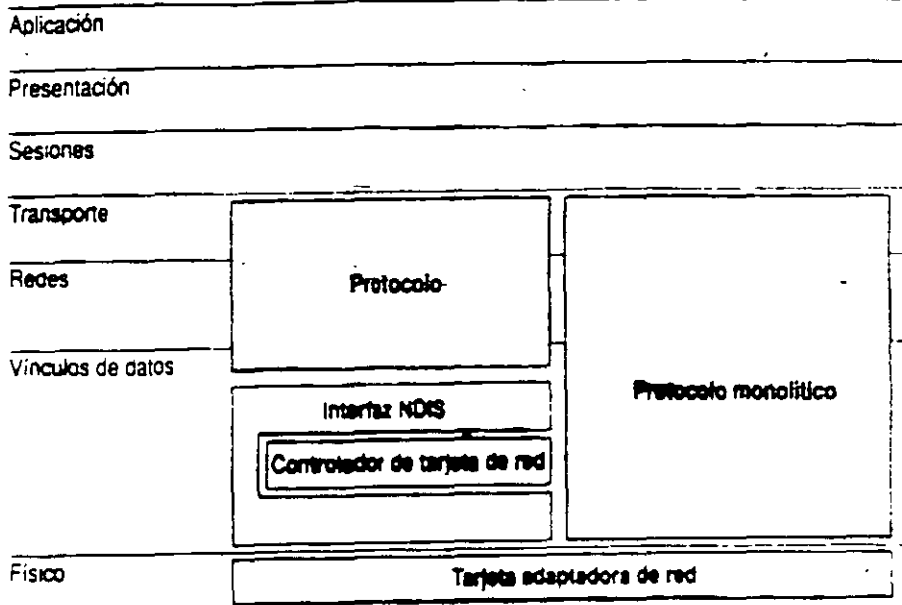 Aplicación
Presentación
Sesiones
Transporte
Redes
Protocolo
Vínculos de datos
Protocolo monolítico
Interfaz NDIS
Controlador de tarjeta de red
Físico
Tarjeta adaptadora de red